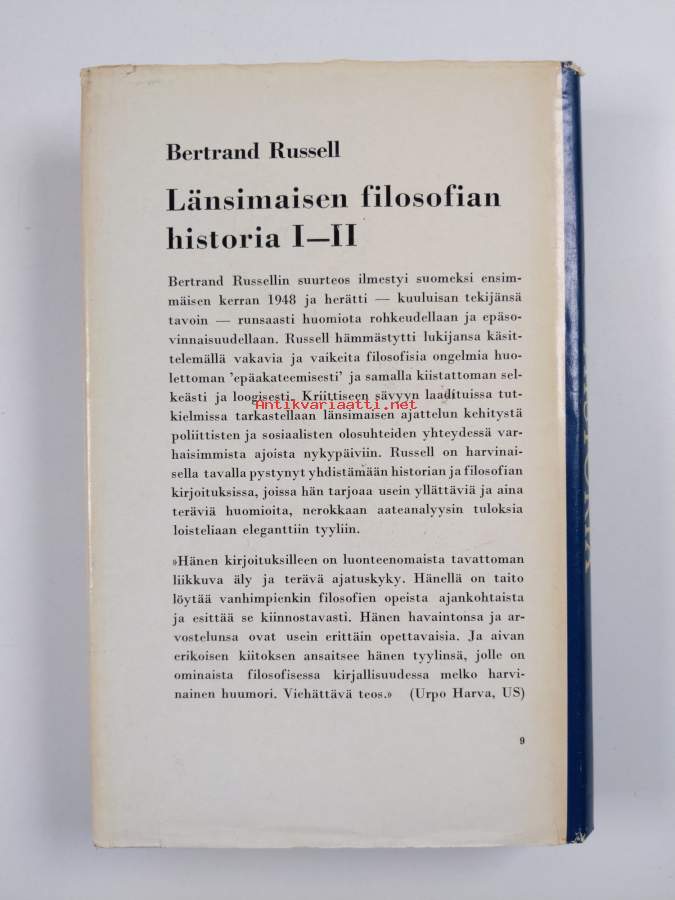 Bertrand Russell
Länsimaisen filosofian
historia I—II
Bertrand Russellin suurteos ilmestyi suomeksi ensim-
mäisen kerran 1948 ja herätti — kuuluisan tekijänsä
tavoin — runsaasti huomiota rohkeudellaan ja epäso-
vinnaisuudellaan. Russell hämmästytti lukijansa käsit-
telemällä vakavia ja vaikeita filosofisia ongelmia huo-
lettoman 'epäakateemisesti' ja samalla kiistattoman sel-
keästi ja loogisesti. Kriittiseen sävyyn laadituissa tut-
Antikvariaatti.net
kielmissa tarkastellaan länsimaisen ajattelun kehitystä
poliittisten ja sosiaalisten olosuhteiden yhteydessä var-
haisimmista ajoista nykypäiviin. Russell on harvinai-
sella tavalla pystynyt yhdistämään historian ja filosofian
kirjoituksissa, joissa hän tarjoaa usein yllättäviä ja aina
teräviä huomioita, nerokkaan aateanalyysin tuloksia
loisteliaan eleganttiin tyyliin.
»Hänen kirjoituksilleen on luonteenomaista tavattoman
liikkuva äly ja terävä ajatuskyky. Hänellä on taito
löytää vanhimpienkin filosofien opeista ajankohtaista
ja esittää se kiinnostavasti. Hänen havaintonsa ja ar-
vostelunsa ovat usein erittäin opettavaisia. Ja aivan
erikoisen kiitoksen ansaitsee hänen tyylinsä, jolle on
ominaista filosofisessa kirjallisuudessa melko harvi-
nainen huumori. Viehättävä teos.» (Urpo Harva, US)
9